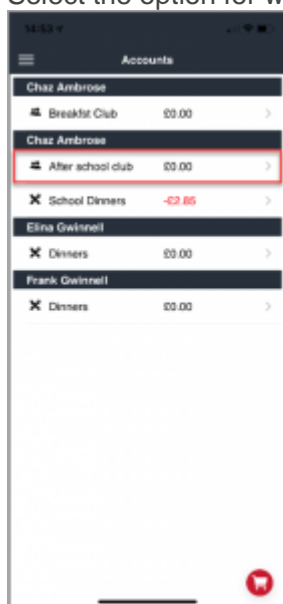 Select the option for w
14:53
Accounts
Chaz Ambrose
Breakfst Club £0.00
Chaz Ambrose
After school club £0.00
School Dinners -£2.85
Elina Gwinnell
Dinners £0.00
Frank Gwinnell
Dinners £0.00